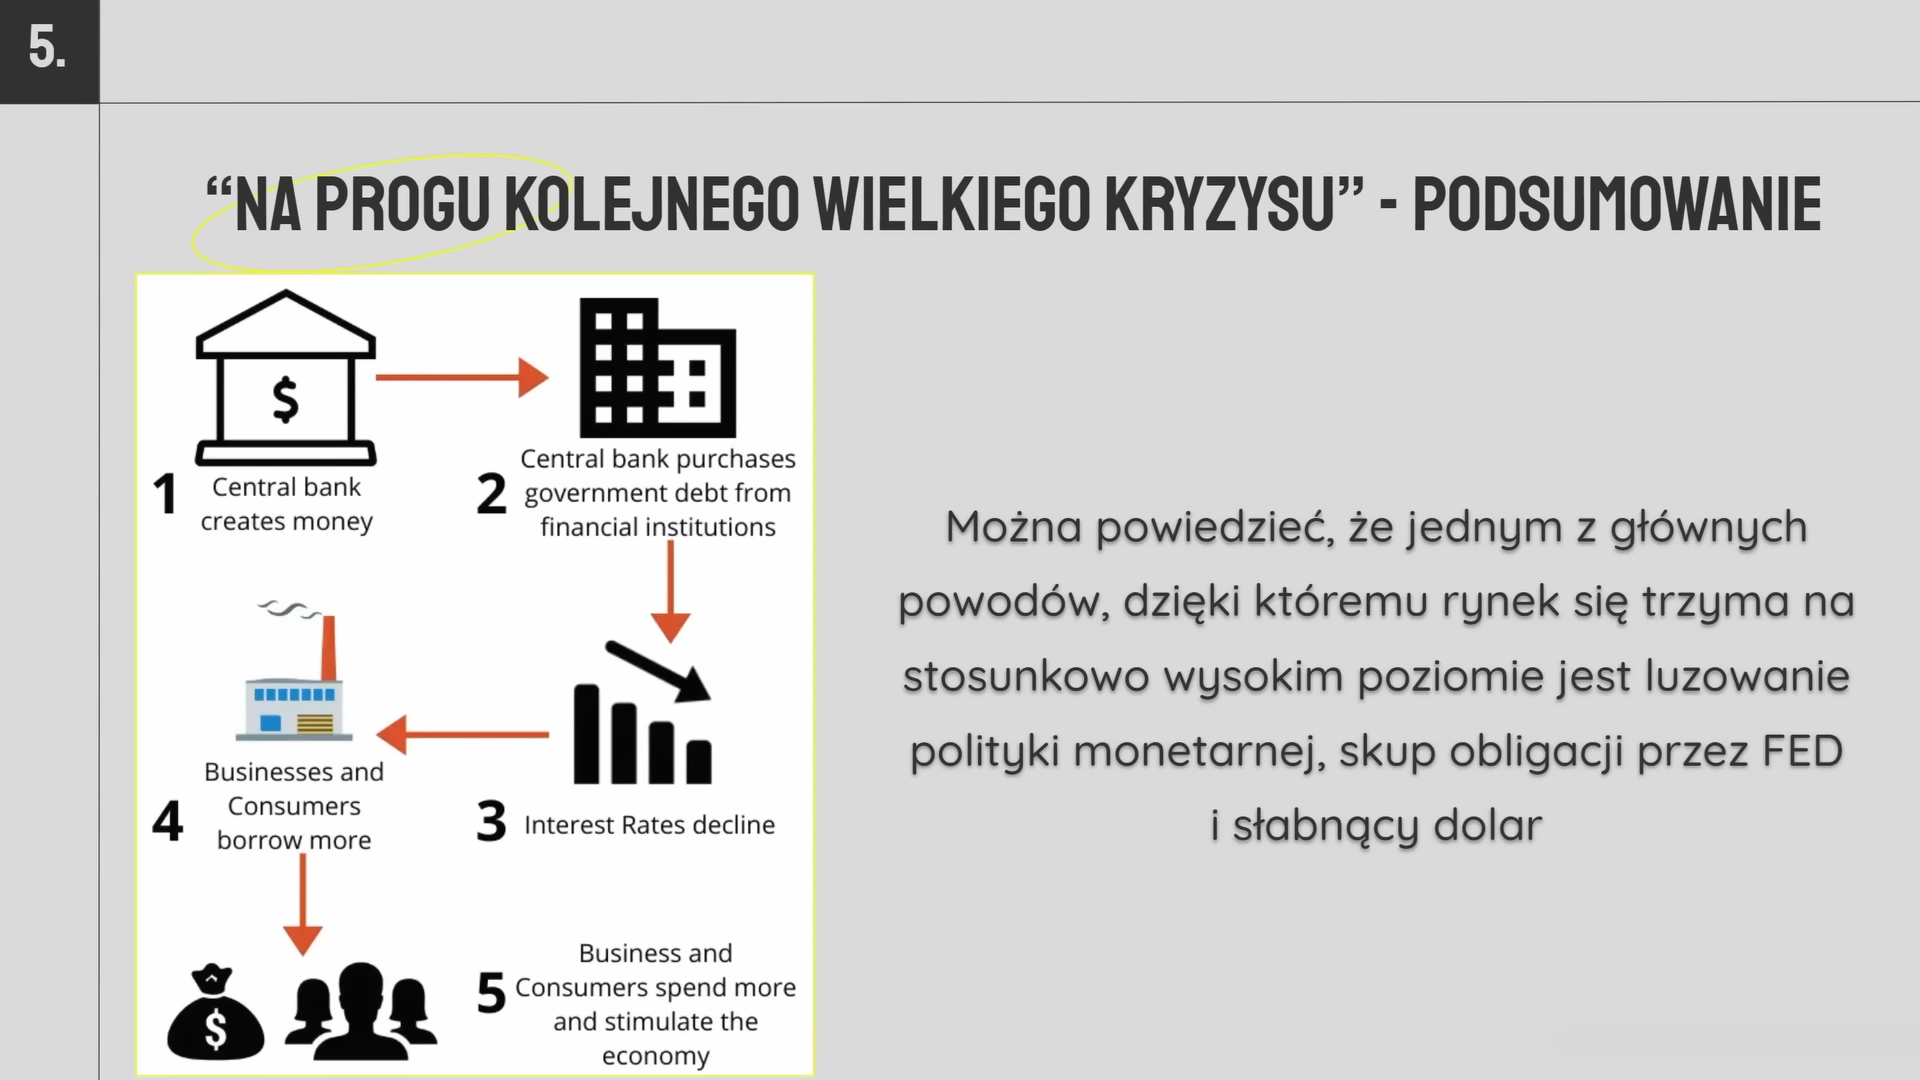 5.
“NA PROGU KOLEJNEGO WIELKIEGO KRYZYSU” - PODSUMOWANIE
$
1
Central bank
creates money
2
Central bank purchases
government debt from
financial institutions
3
Interest Rates decline
4
Businesses and
Consumers
borrow more
$
5
Business and
Consumers spend more
and stimulate the
economy
Można powiedzieć, że jednym z głównych
powodów, dzięki któremu rynek się trzyma na
stosunkowo wysokim poziomie jest luzowanie
polityki monetarnej, skup obligacji przez FED
i słabnący dolar